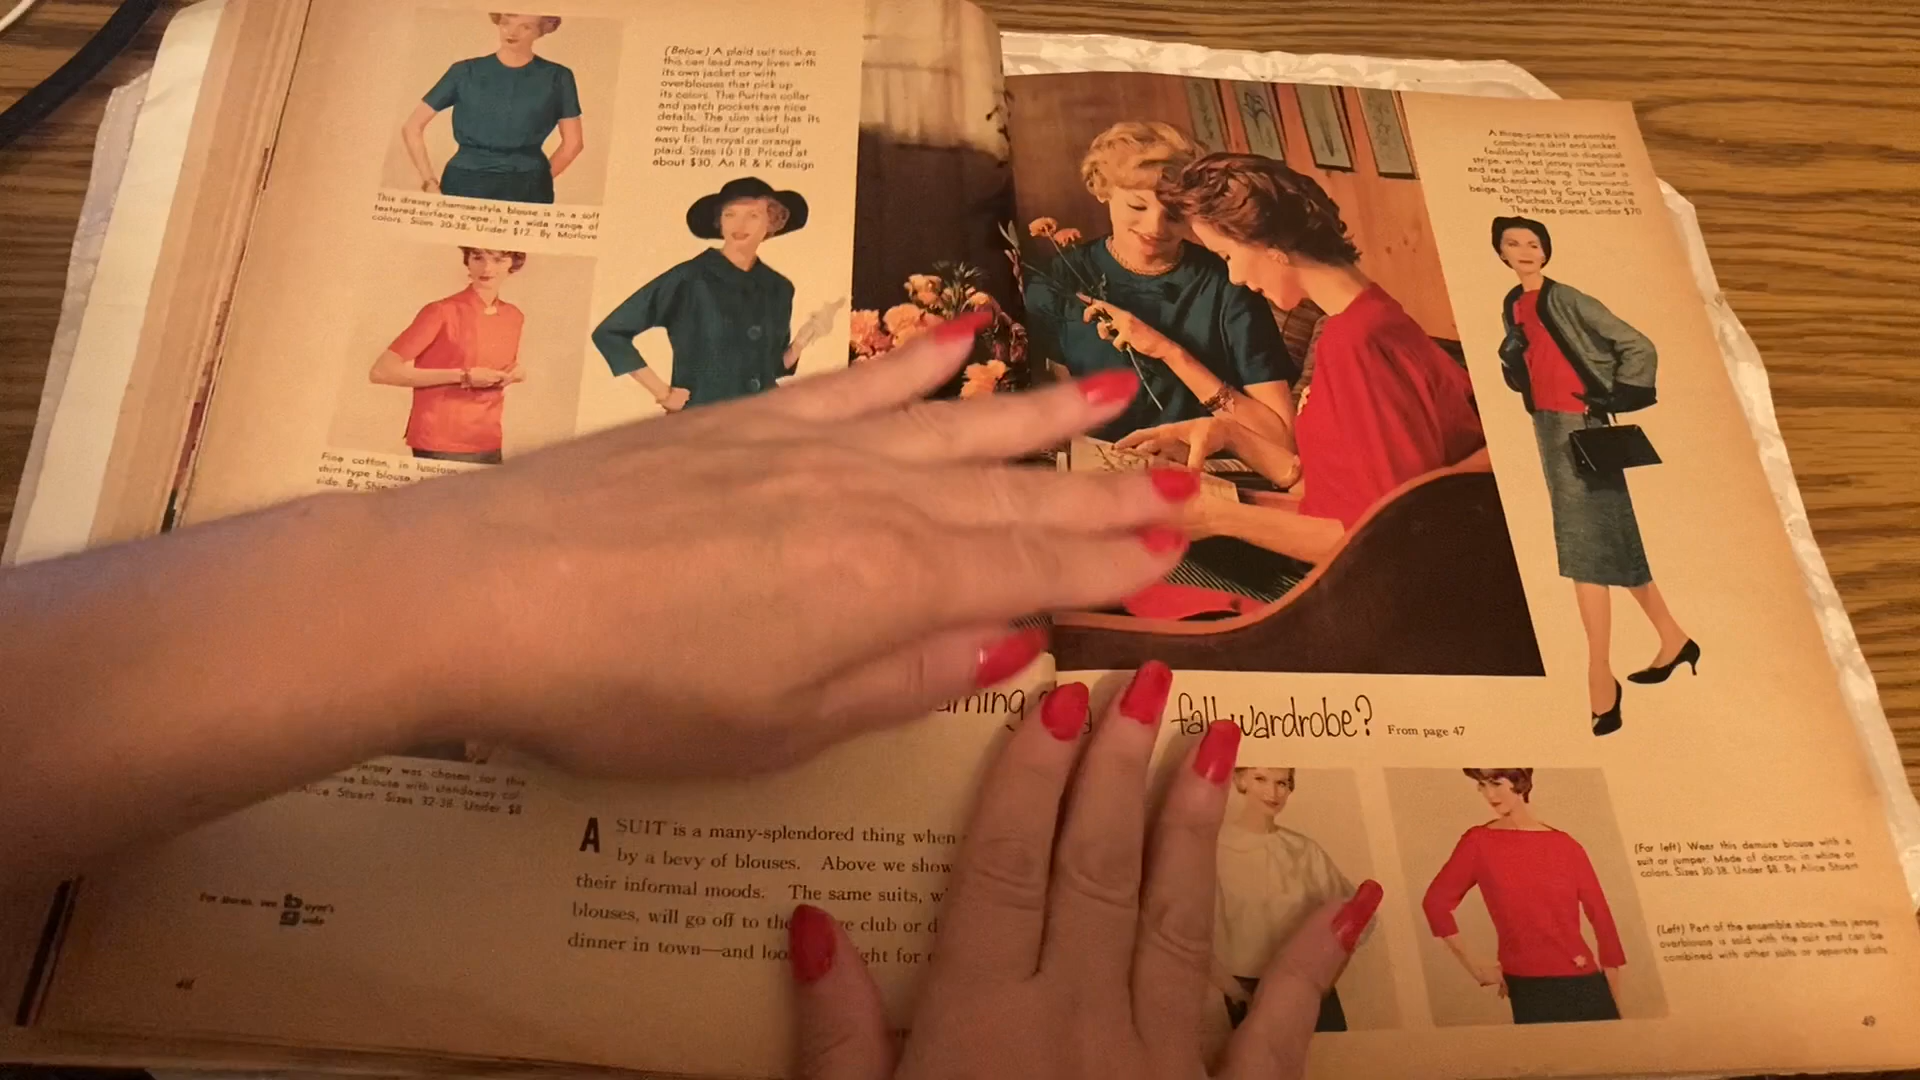 (Below) A plaid suit such as
this can lead many lives with
its own jacket or with
overblouses that pick up
its colors. The Puritan collar
and patch pockets are nice
details. The slim skirt has its
own bodice for graceful
easy fit. In royal or orange
plaid. Sizes 10-18. Priced at
about $30. An R & K design
This dressy chemise-style blouse is in a soft
textured-surface crepe. In a wide range of
colors. Sizes 30-38. Under $12. By Marlove
Fine cotton, in luscious
shirt-type blouse.
side. By Ship
jersey was chosen for this
blouse with standaway col-
Alice Stuart. Sizes 32-38. Under $8
For stores, see Buyer's
Guide
48
A three-piece knit ensemble
combines a skirt and jacket
faultlessly tailored in diagonal
stripe, with red jersey overblouse
and red jacket lining. The suit is
black-and-white or brown-and-
beige. Designed by Guy La Roche
for Duchess Royal. Sizes 6-18
The three pieces, under $70
fall wardrobe? From page 47
A SUIT is a many-splendored thing when
by a bevy of blouses. Above we show
their informal moods. The same suits,
blouses, will go off to the club or
dinner in town—and
(Far left) Wear this demure blouse with a
suit or jumper. Made of dacron, in white or
colors. Sizes 30-38. Under $8. By Alice Stuart
(Left) Part of the ensemble above, this jersey
overblouse is sold with the suit and can be
combined with other suits or separate skirts
49